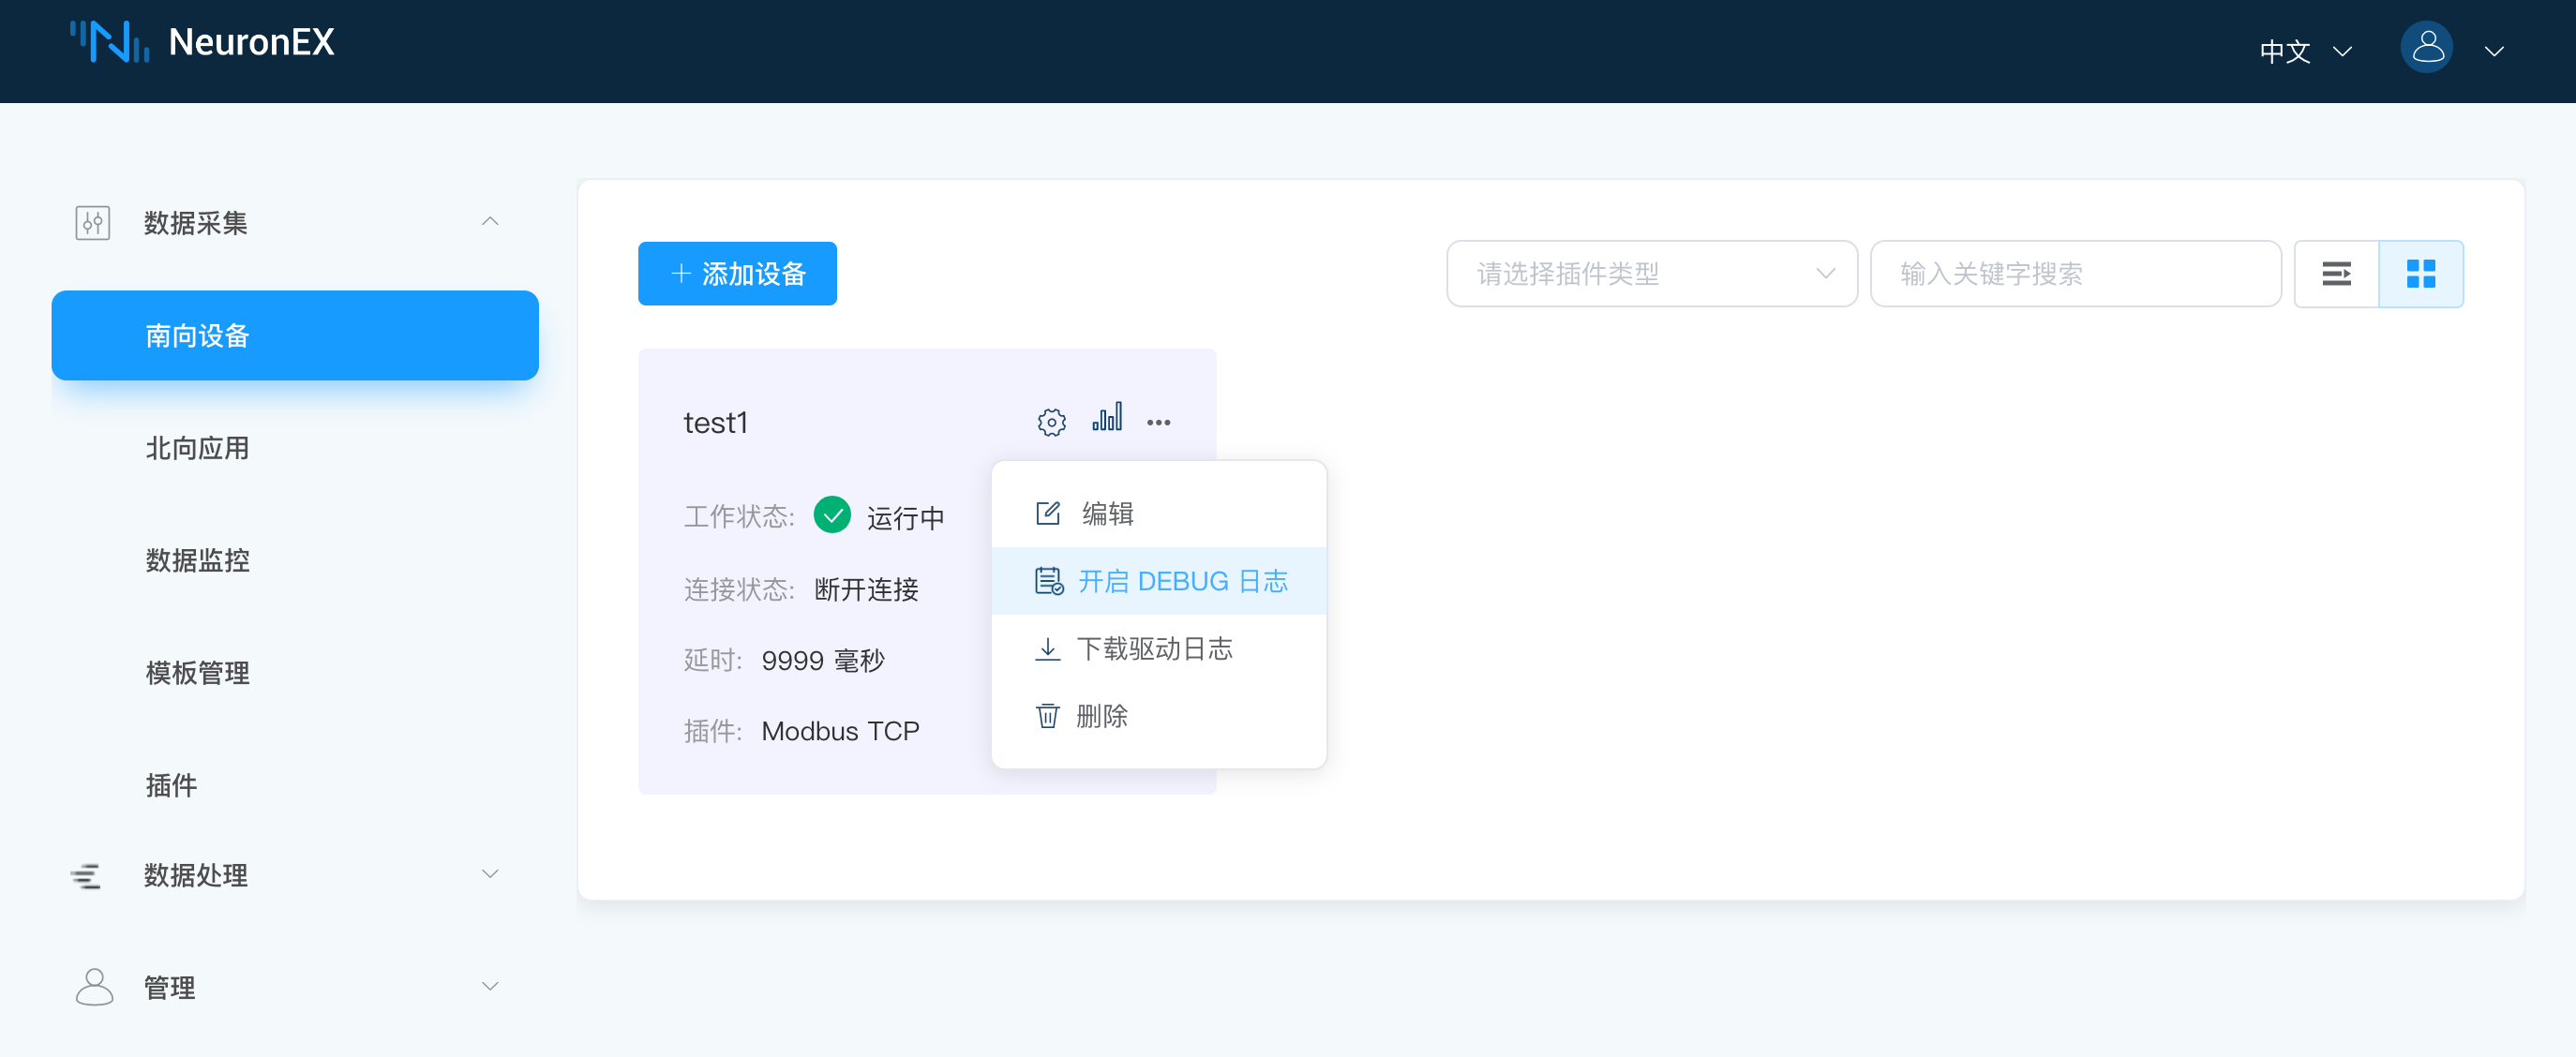 NeuronEX
中文
数据采集
南向设备
北向应用
数据监控
模板管理
插件
数据处理
管理
添加设备
请选择插件类型
输入关键字搜索
test1
工作状态: 运行中
连接状态: 断开连接
延时: 9999 毫秒
插件: Modbus TCP
编辑
开启 DEBUG 日志
下载驱动日志
删除